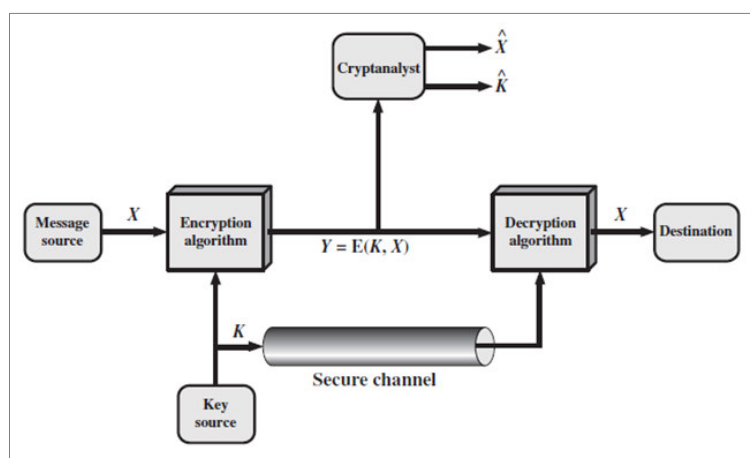 X̂
Cryptanalyst
K̂
Message
source
X
Encryption
algorithm
Y = E(K, X)
Decryption
algorithm
X
Destination
K
Secure channel
Key
source